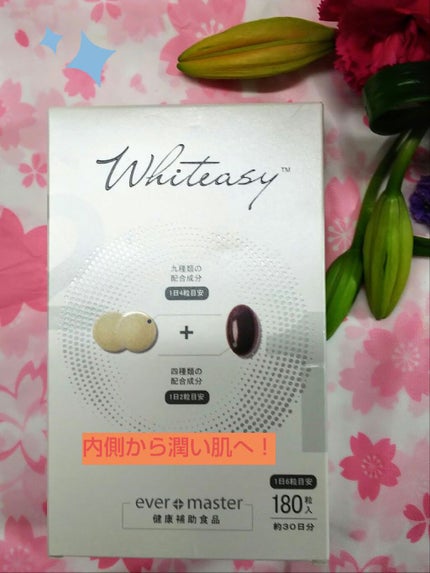 Whiteasy™
九種類の
配合成分
1日4粒目安
+
四種類の
配合成分
1日2粒目安
内側から潤い肌へ！
1日6粒目安
180粒入
約30日分
ever+master
健康補助食品